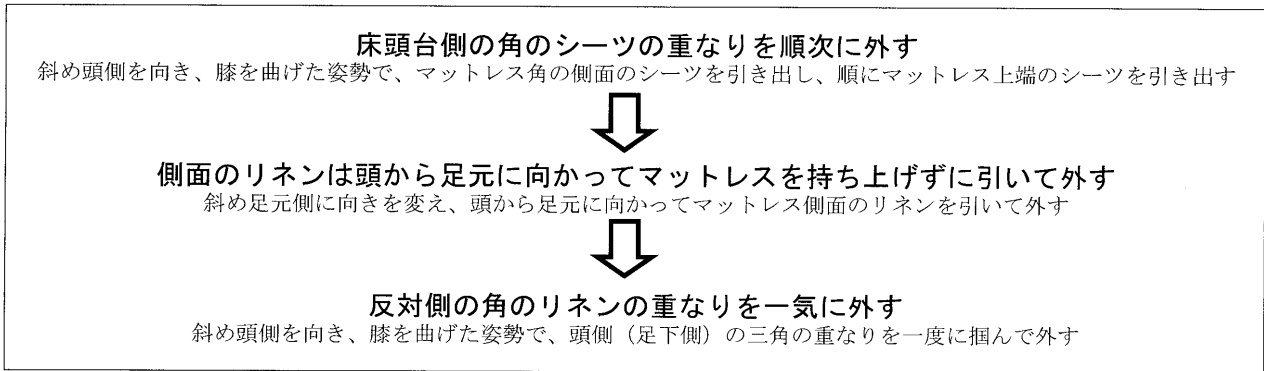 床頭台側の角のシーツの重なりを順次に外す
斜め頭側を向き、膝を曲げた姿勢で、マットレス角の側面のシーツを引き出し、順にマットレス上端のシーツを引き出す
側面のリネンは頭から足元に向かってマットレスを持ち上げずに引いて外す
斜め足元側に向きを変え、頭から足元に向かってマットレス側面のリネンを引いて外す
反対側の角のリネンの重なりを一気に外す
斜め頭側を向き、膝を曲げた姿勢で、頭側（足下側）の三角の重なりを一度に掴んで外す